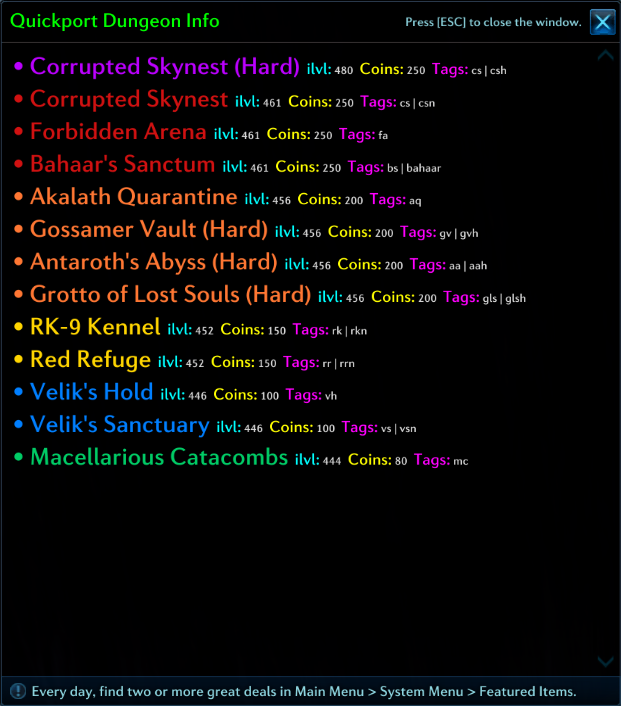 Quickport Dungeon Info
Press [ESC] to close the window.
• Corrupted Skynest (Hard) ilvl: 480 Coins: 250 Tags: cs | csh
• Corrupted Skynest ilvl: 461 Coins: 250 Tags: cs | csn
• Forbidden Arena ilvl: 461 Coins: 250 Tags: fa
• Bahaar's Sanctum ilvl: 461 Coins: 250 Tags: bs | bahaar
• Akalath Quarantine ilvl: 456 Coins: 200 Tags: aq
• Gossamer Vault (Hard) ilvl: 456 Coins: 200 Tags: gv | gvh
• Antaroth's Abyss (Hard) ilvl: 456 Coins: 200 Tags: aa | aah
• Grotto of Lost Souls (Hard) ilvl: 456 Coins: 200 Tags: gls | glsh
• RK-9 Kennel ilvl: 452 Coins: 150 Tags: rk | rkn
• Red Refuge ilvl: 452 Coins: 150 Tags: rr | rrn
• Velik's Hold ilvl: 446 Coins: 100 Tags: vh
• Velik's Sanctuary ilvl: 446 Coins: 100 Tags: vs | vsn
• Macellarious Catacombs ilvl: 444 Coins: 80 Tags: mc
Every day, find two or more great deals in Main Menu > System Menu > Featured Items.